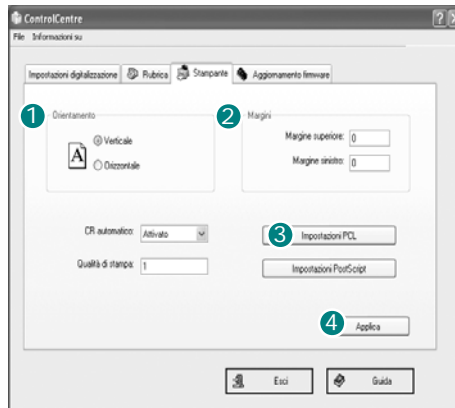 ControlCentre
File Informazioni su
Impostazioni digitalizzazione Rubrica Stampante Aggiornamento firmware
1 Orientamento
A
Verticale
Orizzontale
2 Margini
Margine superiore: 0
Margine sinistro: 0
CR automatico: Attivato
Qualità di stampa: 1
3 Impostazioni PCL
Impostazioni PostScript
4 Applica
Esci Guida